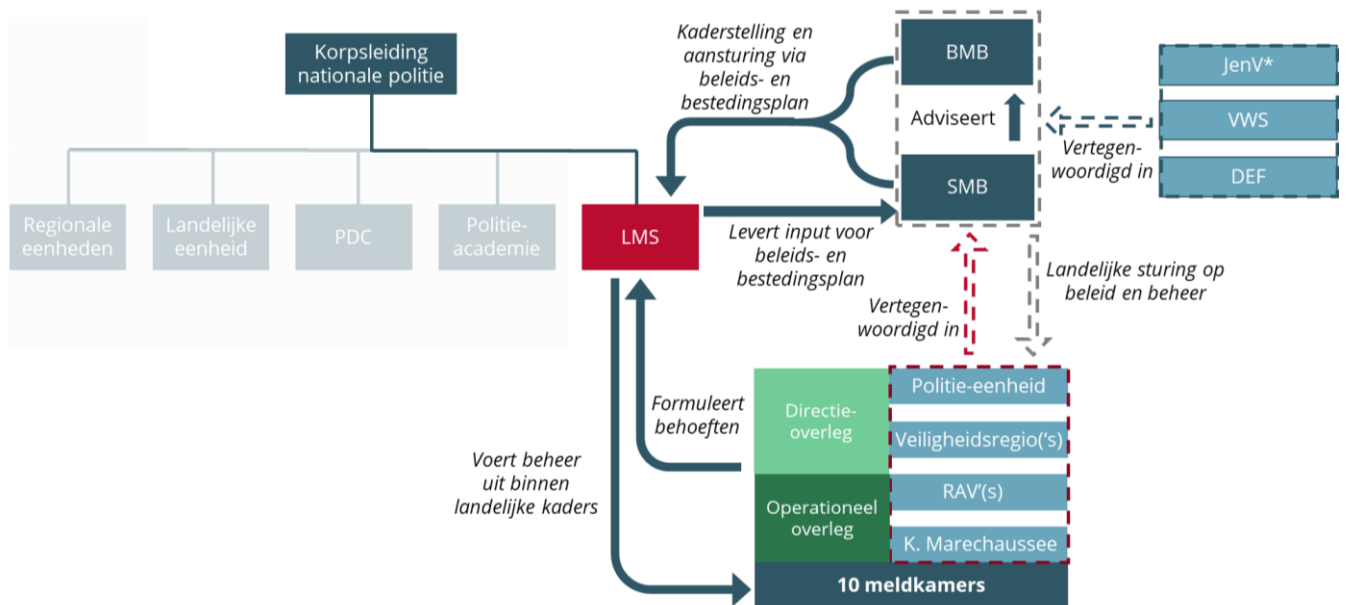 Korpsleiding
nationale politie
Regionale
eenheden
Landelijke
eenheid
PDC
Politie-
academie
LMS
Kaderstelling en
aansturing via
beleids- en
bestedingsplan
BMB
Adviseert
SMB
JenV*
VWS
DEF
Vertegen-
woordigd in
Levert input voor
beleids- en
bestedingsplan
Vertegen-
woordigd in
Landelijke sturing op
beleid en beheer
Formuleert
behoeften
Voert beheer
uit binnen
landelijke kaders
Directie-
overleg
Operationeel
overleg
Politie-eenheid
Veiligheidsregio(‘s)
RAV’(s)
K. Marechaussee
10 meldkamers